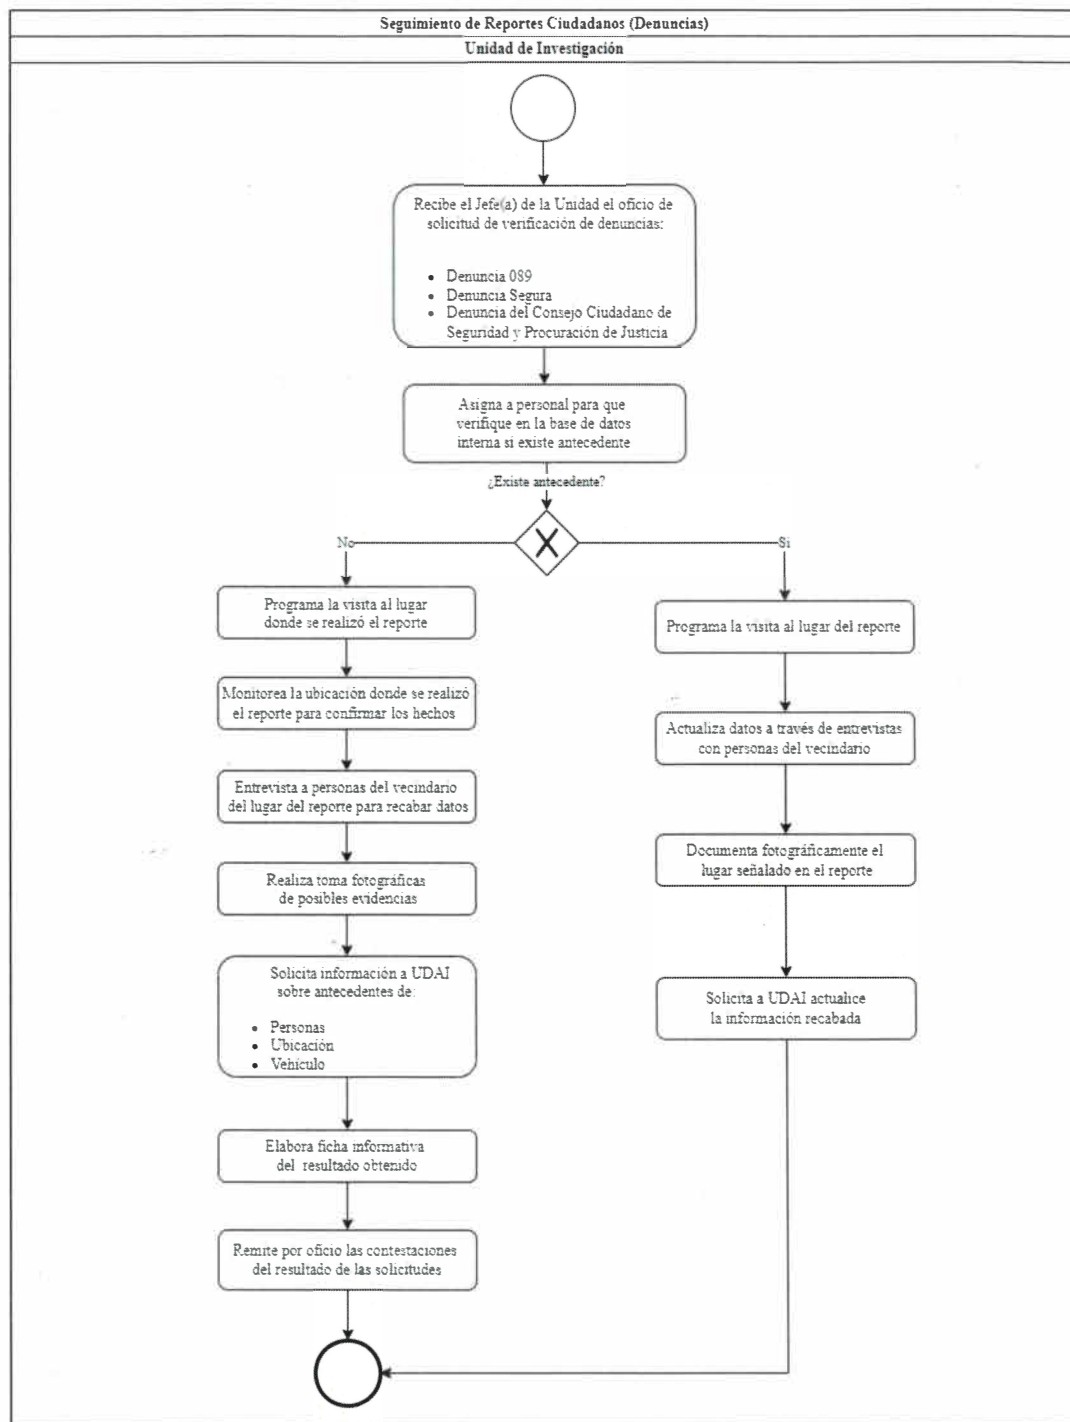 Seguimiento de Reportes Ciudadanos (Denuncias)
Unidad de Investigación
Recibe el Jefe(a) de la Unidad el oficio de
solicitud de verificación de denuncias:
• Denuncia 089
• Denuncia Segura
• Denuncia del Consejo Ciudadano de
Seguridad y Procuración de Justicia
Asigna a personal para que
verifique en la base de datos
interna si existe antecedente
¿Existe antecedente?
No
Programa la visita al lugar
donde se realizó el reporte
Monitorea la ubicación donde se realizó
el reporte para confirmar los hechos
Entrevista a personas del vecindario
del lugar del reporte para recabar datos
Realiza toma fotográficas
de posibles evidencias
Solicita información a UDAI
sobre antecedentes de:
• Personas
• Ubicación
• Vehículo
Elabora ficha informativa
del resultado obtenido
Remite por oficio las contestaciones
del resultado de las solicitudes
Si
Programa la visita al lugar del reporte
Actualiza datos a través de entrevistas
con personas del vecindario
Documenta fotográficamente el
lugar señalado en el reporte
Solicita a UDAI actualice
la información recabada